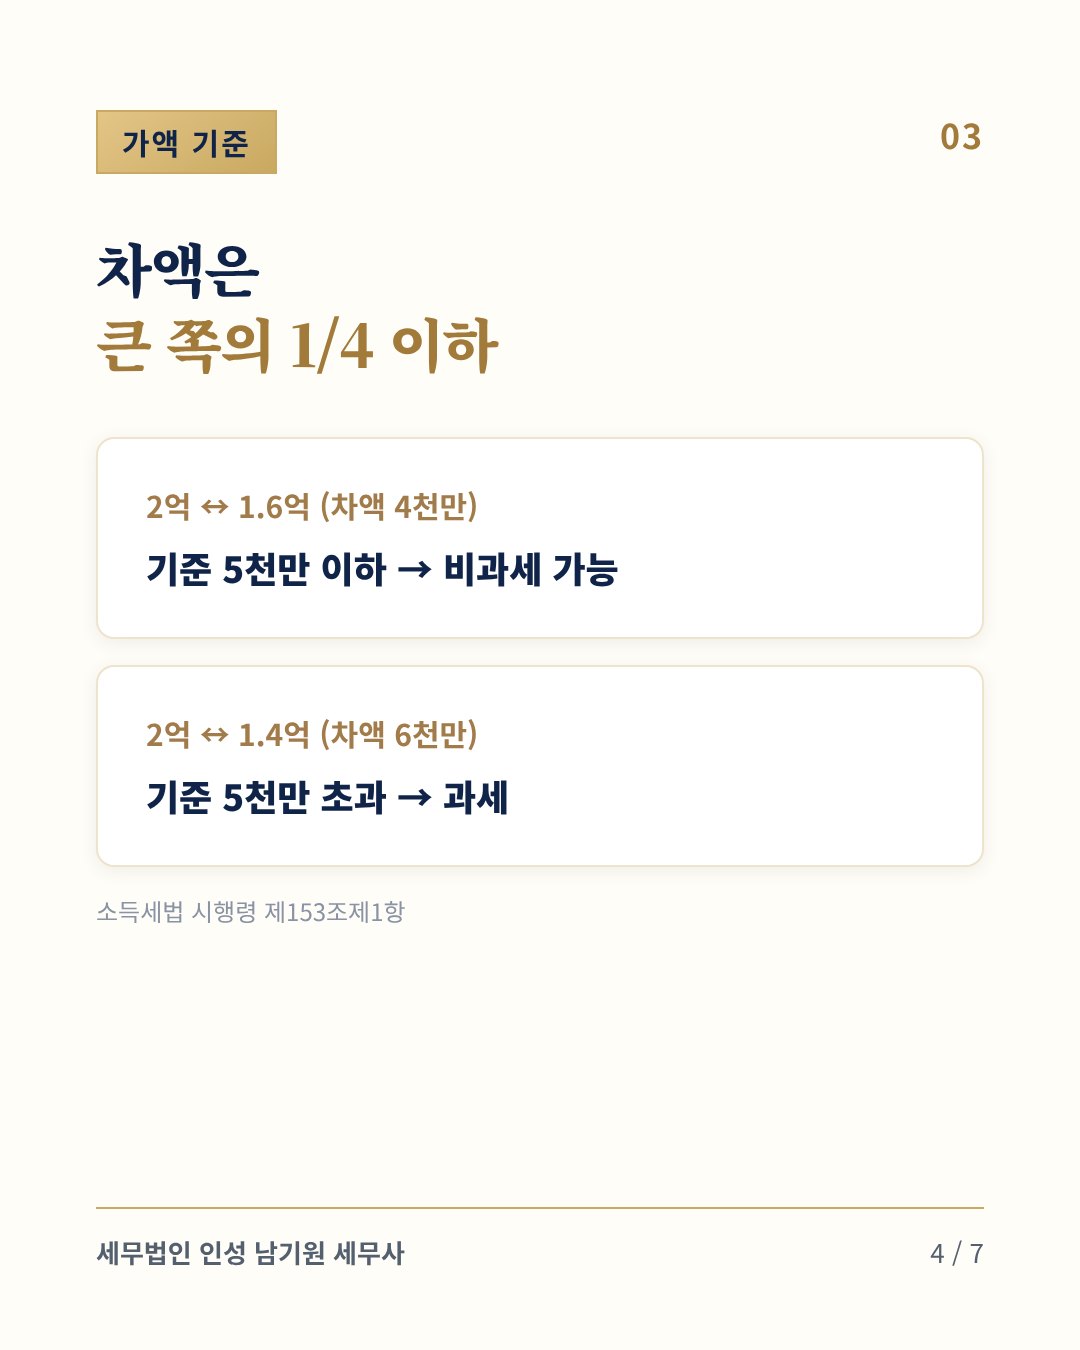 가액 기준
03
차액은
큰 쪽의 1/4 이하
2억 ↔ 1.6억 (차액 4천만)
기준 5천만 이하 → 비과세 가능
2억 ↔ 1.4억 (차액 6천만)
기준 5천만 초과 → 과세
소득세법 시행령 제153조제1항
세무법인 인성 남기원 세무사
4 / 7